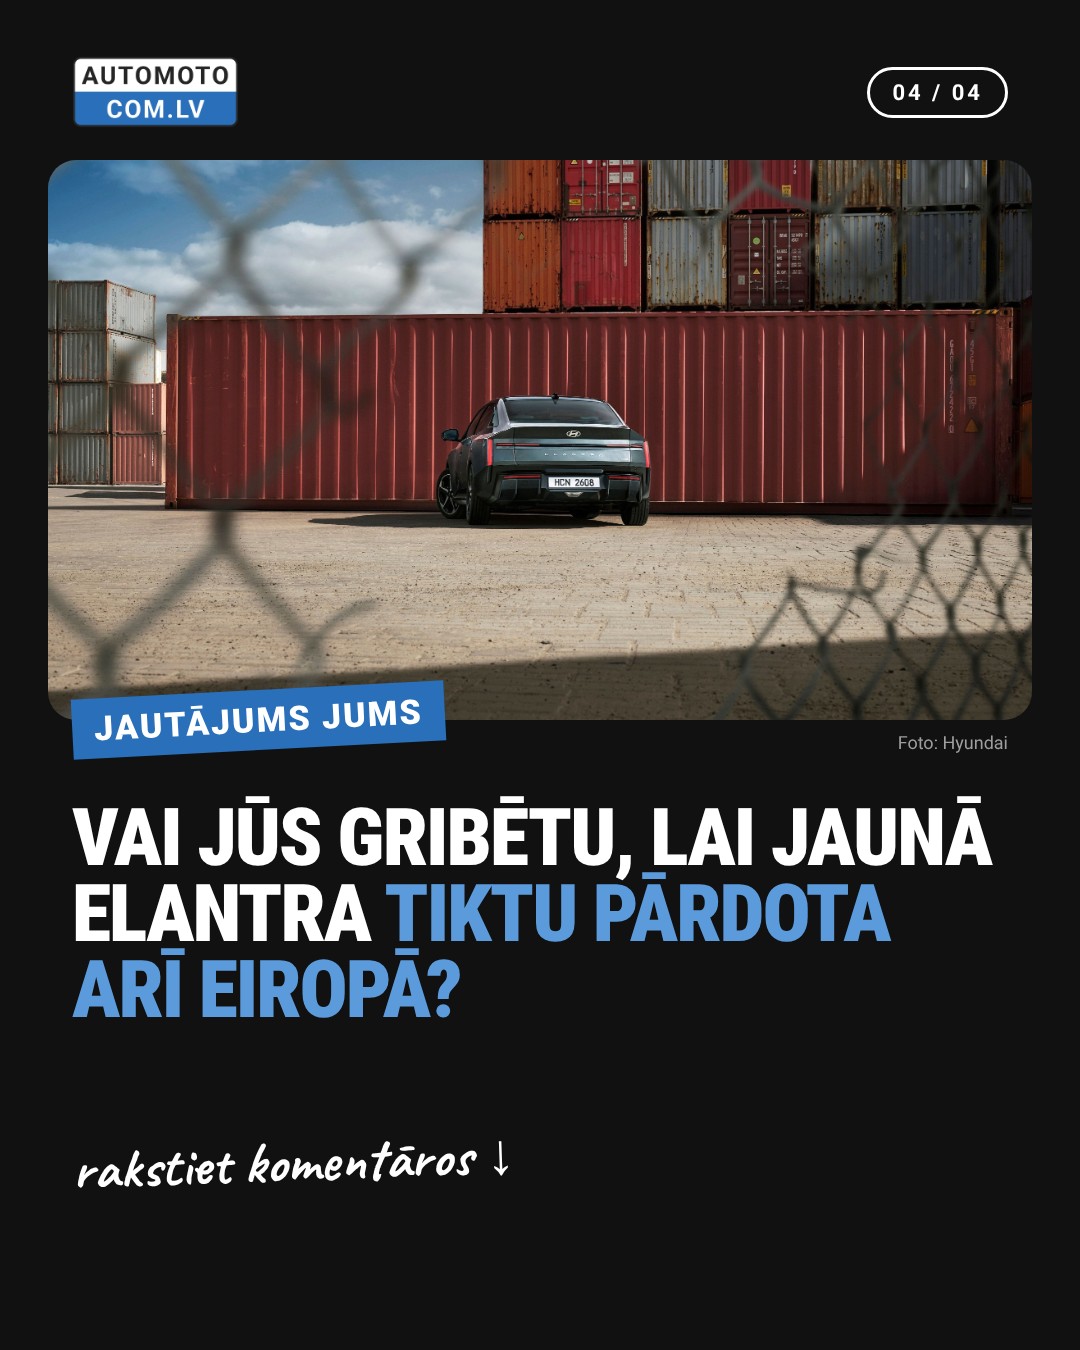 AUTOMOTO
COM.LV
04 / 04
HCN 2608
JAUTĀJUMS JUMS
Foto: Hyundai
VAI JŪS GRIBĒTU, LAI JAUNĀ
ELANTRA TIKTU PĀRDOTA
ARĪ EIROPĀ?
rakstiet komentāros ↓